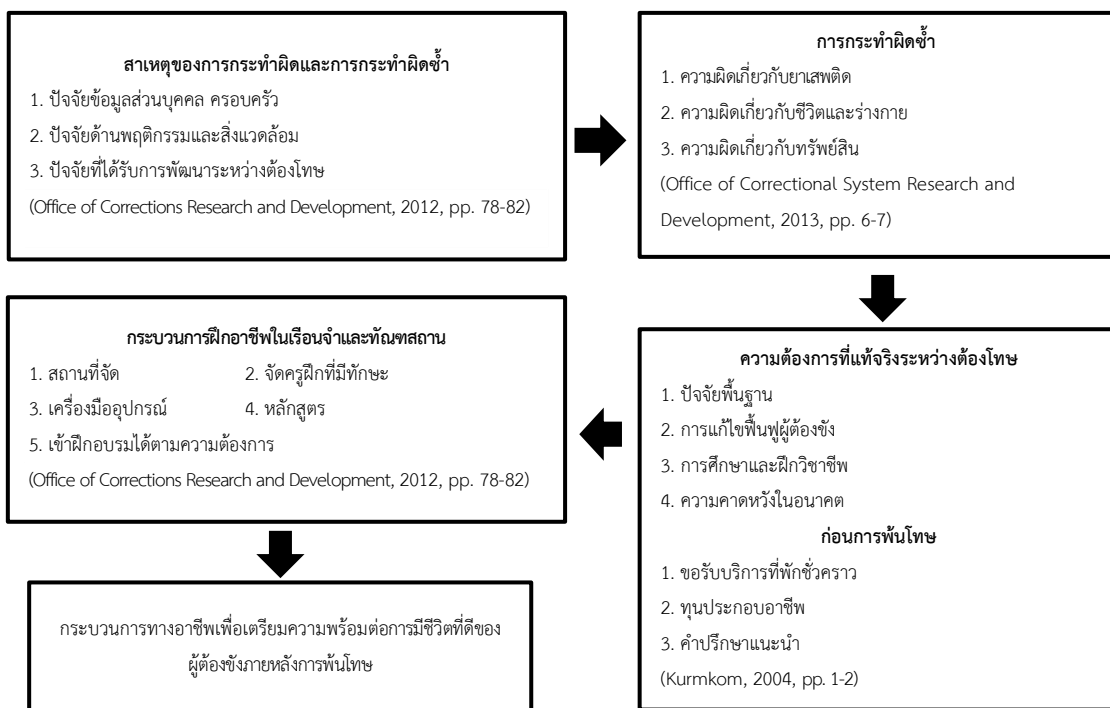 สาเหตุของการกระทำผิดและการกระทำผิดซ้ำ
1. ปัจจัยข้อมูลส่วนบุคคล ครอบครัว
2. ปัจจัยด้านพฤติกรรมและสิ่งแวดล้อม
3. ปัจจัยที่ได้รับการพัฒนาระหว่างต้องโทษ
(Office of Corrections Research and Development, 2012, pp. 78-82)
การกระทำผิดซ้ำ
1. ความผิดเกี่ยวกับยาเสพติด
2. ความผิดเกี่ยวกับชีวิตและร่างกาย
3. ความผิดเกี่ยวกับทรัพย์สิน
(Office of Correctional System Research and
Development, 2013, pp. 6-7)
ความต้องการที่แท้จริงระหว่างต้องโทษ
1. ปัจจัยพื้นฐาน
2. การแก้ไขฟื้นฟูผู้ต้องขัง
3. การศึกษาและฝึกวิชาชีพ
4. ความคาดหวังในอนาคต
ก่อนการพ้นโทษ
1. ขอรับบริการที่พักชั่วคราว
2. ทุนประกอบอาชีพ
3. คำปรึกษาแนะนำ
(Kurmkom, 2004, pp. 1-2)
กระบวนการฝึกอาชีพในเรือนจำและทัณฑสถาน
1. สถานที่จัด 2. จัดครูฝึกที่มีทักษะ
3. เครื่องมืออุปกรณ์ 4. หลักสูตร
5. เข้าฝึกอบรมได้ตามความต้องการ
(Office of Corrections Research and Development, 2012, pp. 78-82)
กระบวนการทางอาชีพเพื่อเตรียมความพร้อมต่อการมีชีวิตที่ดีของ
ผู้ต้องขังภายหลังการพ้นโทษ